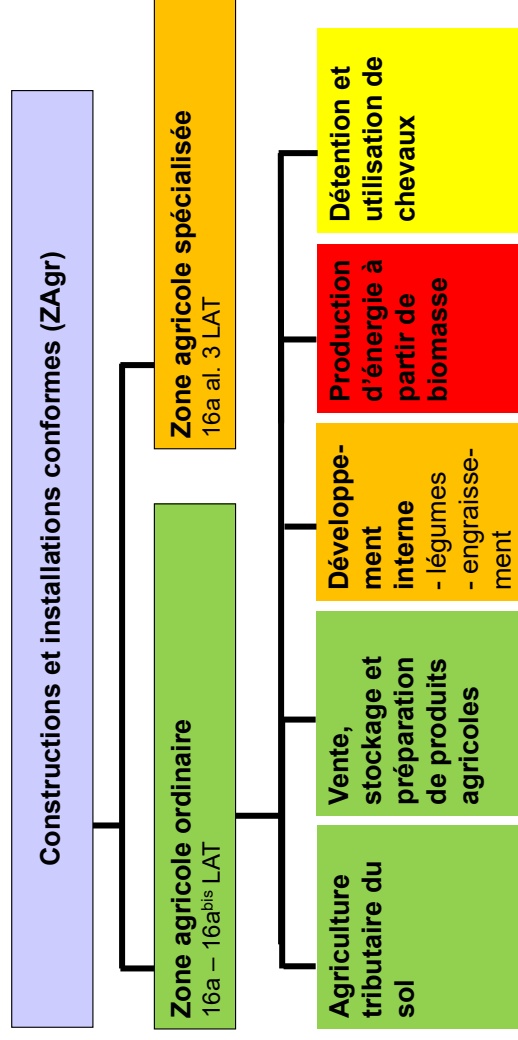 Constructions et installations conformes (ZAgr)
Zone agricole ordinaire
16a – 16a^bis LAT
Zone agricole spécialisée
16a al. 3 LAT
Agriculture
tributaire du
sol
Vente,
stockage et
préparation
de produits
agricoles
Développe-
ment
interne
- légumes
- engraisse-
ment
Production
d'énergie à
partir de
biomasse
Détention et
utilisation de
chevaux